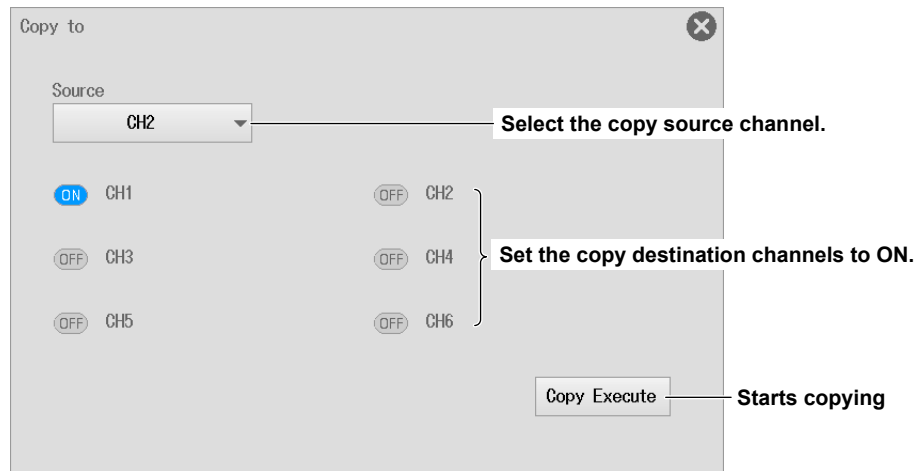 Copy to
Source
CH2
Select the copy source channel.
ON CH1 OFF CH2
OFF CH3 OFF CH4
Set the copy destination channels to ON.
OFF CH5 OFF CH6
Copy Execute
Starts copying